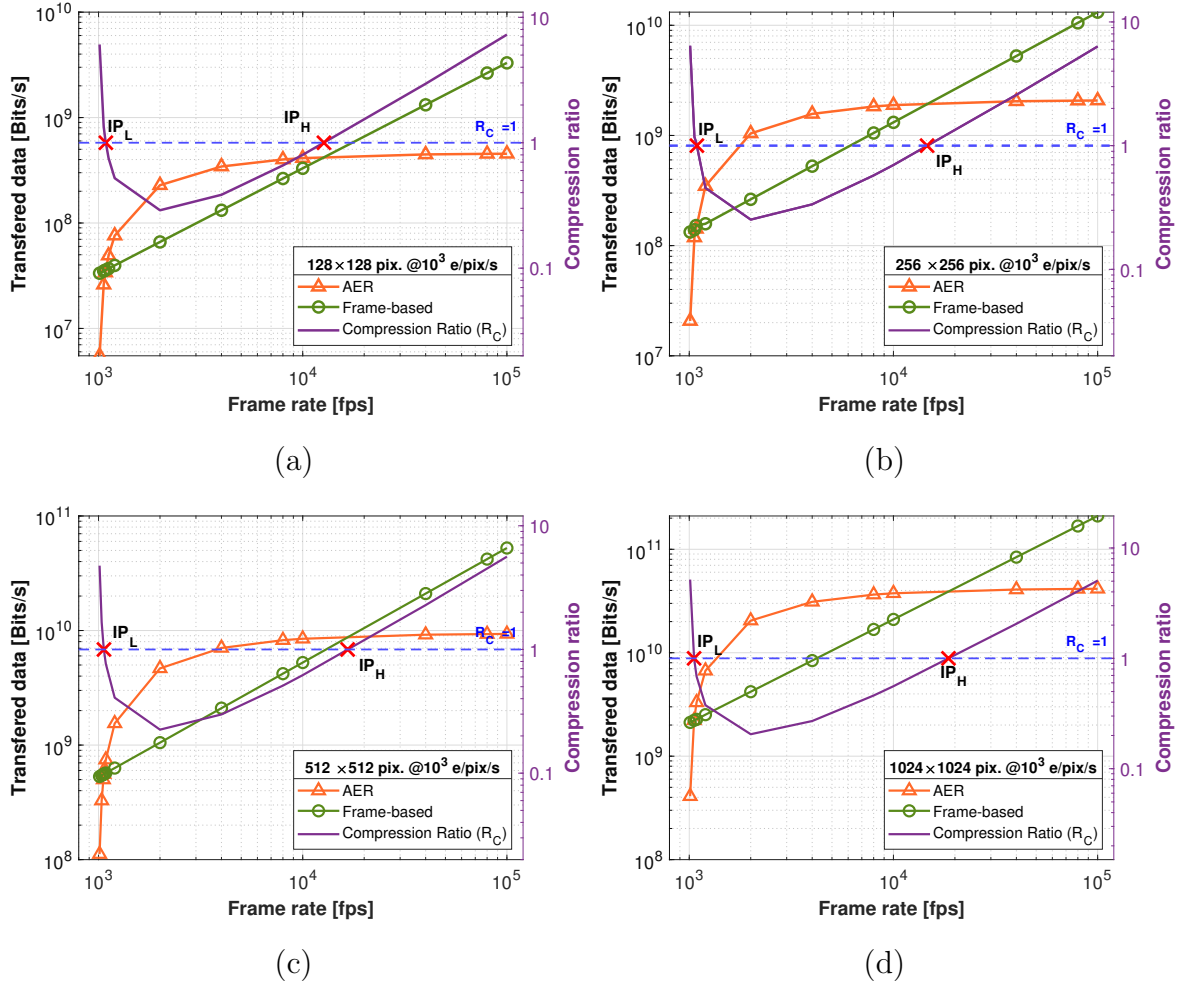 10^10
10^9
10^8
10^7
Transfered data [Bits/s]
10
1
0.1
Compression ratio
IP_L
IP_H
R_C =1
128×128 pix. @10^3 e/pix/s
AER
Frame-based
Compression Ratio (R_C)
10^3
10^4
10^5
Frame rate [fps]
(a)
10^10
10^9
10^8
10^7
Transfered data [Bits/s]
10
1
0.1
Compression ratio
IP_L
IP_H
R_C =1
256 ×256 pix. @10^3 e/pix/s
AER
Frame-based
Compression Ratio (R_C)
10^3
10^4
10^5
Frame rate [fps]
(b)
10^11
10^10
10^9
10^8
Transfered data [Bits/s]
10
1
0.1
Compression ratio
IP_L
IP_H
R_C =1
512 ×512 pix. @10^3 e/pix/s
AER
Frame-based
Compression Ratio (R_C)
10^3
10^4
10^5
Frame rate [fps]
(c)
10^11
10^10
10^9
10^8
Transfered data [Bits/s]
10
1
0.1
Compression ratio
IP_L
IP_H
R_C =1
1024×1024 pix. @10^3 e/pix/s
AER
Frame-based
Compression Ratio (R_C)
10^3
10^4
10^5
Frame rate [fps]
(d)